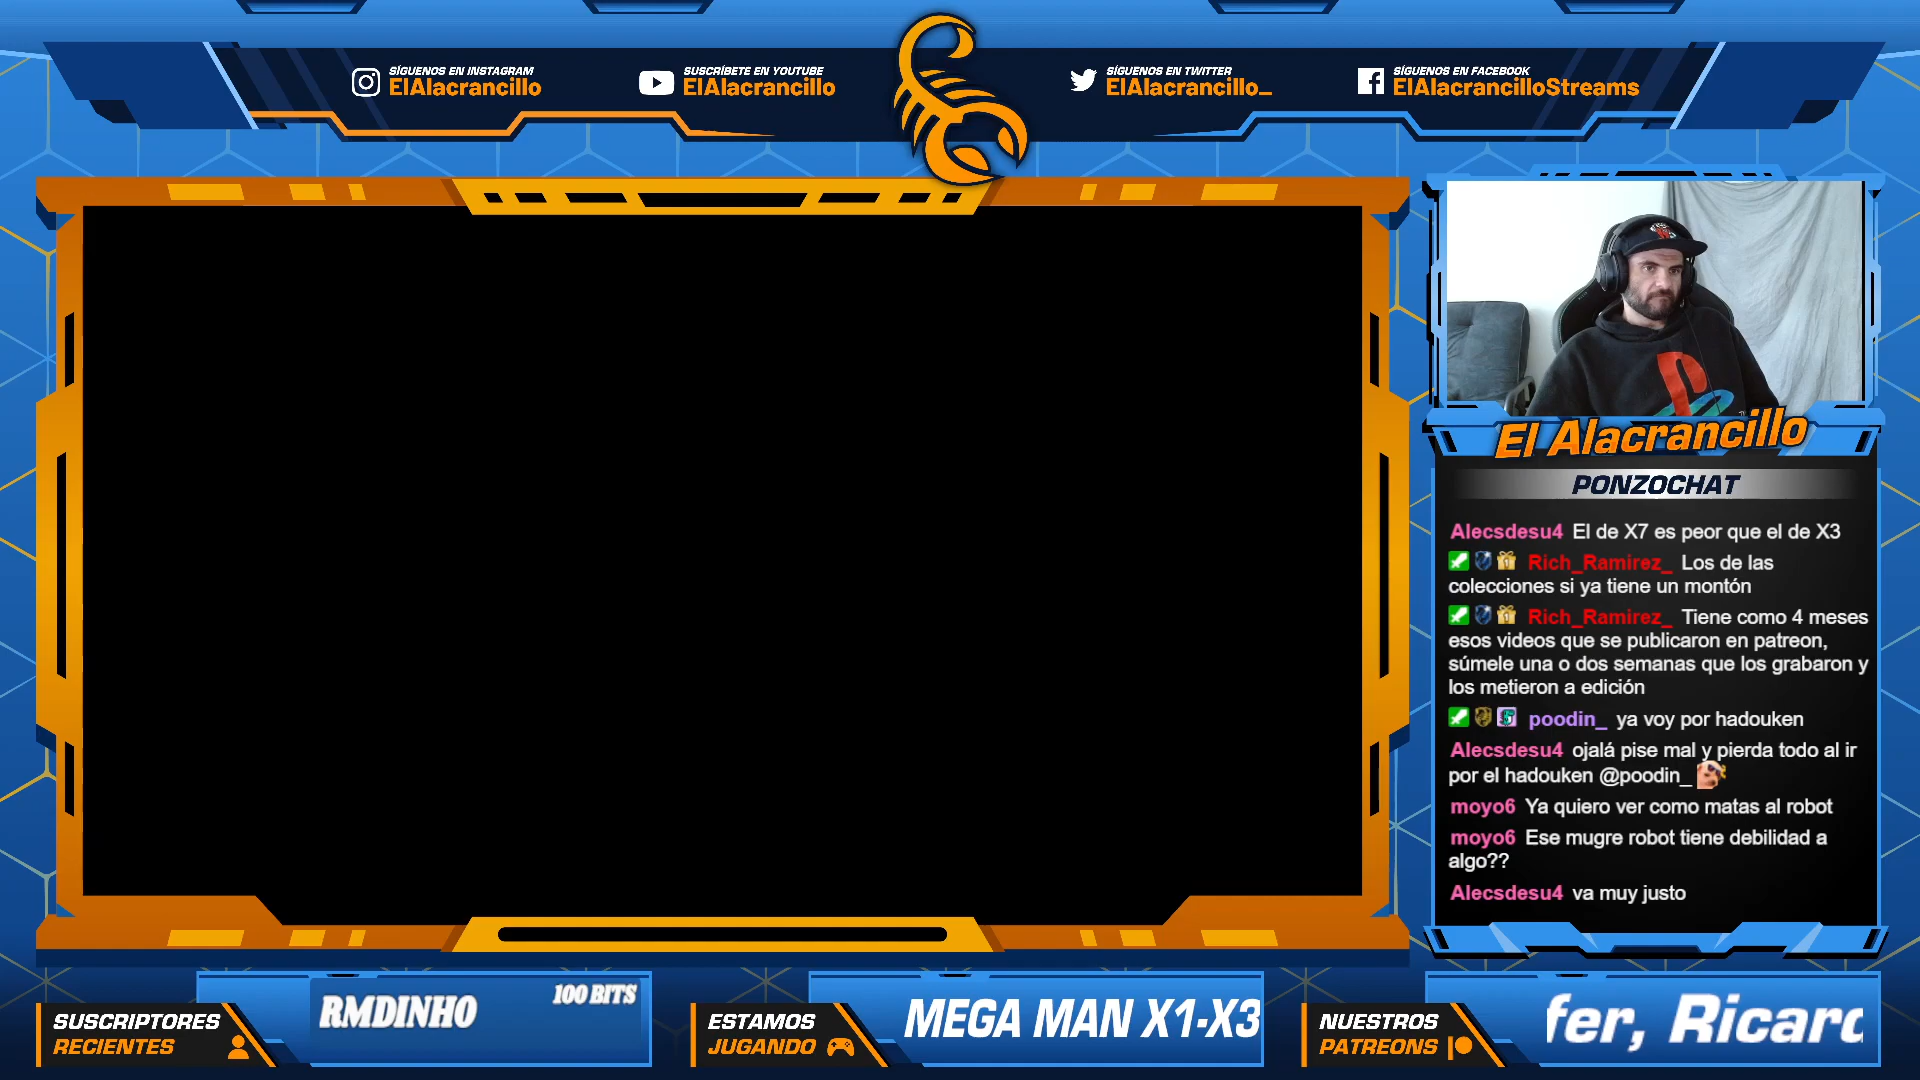 SÍGUENOS EN INSTAGRAM
ElAlacrancillo
SUSCRÍBETE EN YOUTUBE
ElAlacrancillo
SÍGUENOS EN TWITTER
ElAlacrancillo_
SÍGUENOS EN FACEBOOK
ElAlacrancilloStreams
El Alacrancillo
PONZOCHAT
Alecsdesu4 El de X7 es peor que el de X3
Rich_Ramirez_ Los de las
colecciones si ya tiene un montón
Rich_Ramirez_ Tiene como 4 meses
esos videos que se publicaron en patreon,
súmele una o dos semanas que los grabaron y
los metieron a edición
poodin_ ya voy por hadouken
Alecsdesu4 ojalá pise mal y pierda todo al ir
por el hadouken @poodin_
moyo6 Ya quiero ver como matas al robot
moyo6 Ese mugre robot tiene debilidad a
algo??
Alecsdesu4 va muy justo
SUSCRIPTORES
RECIENTES
RMDINHO
100 BITS
ESTAMOS
JUGANDO
MEGA MAN X1-X3
NUESTROS
PATREONS
fer, Ricard